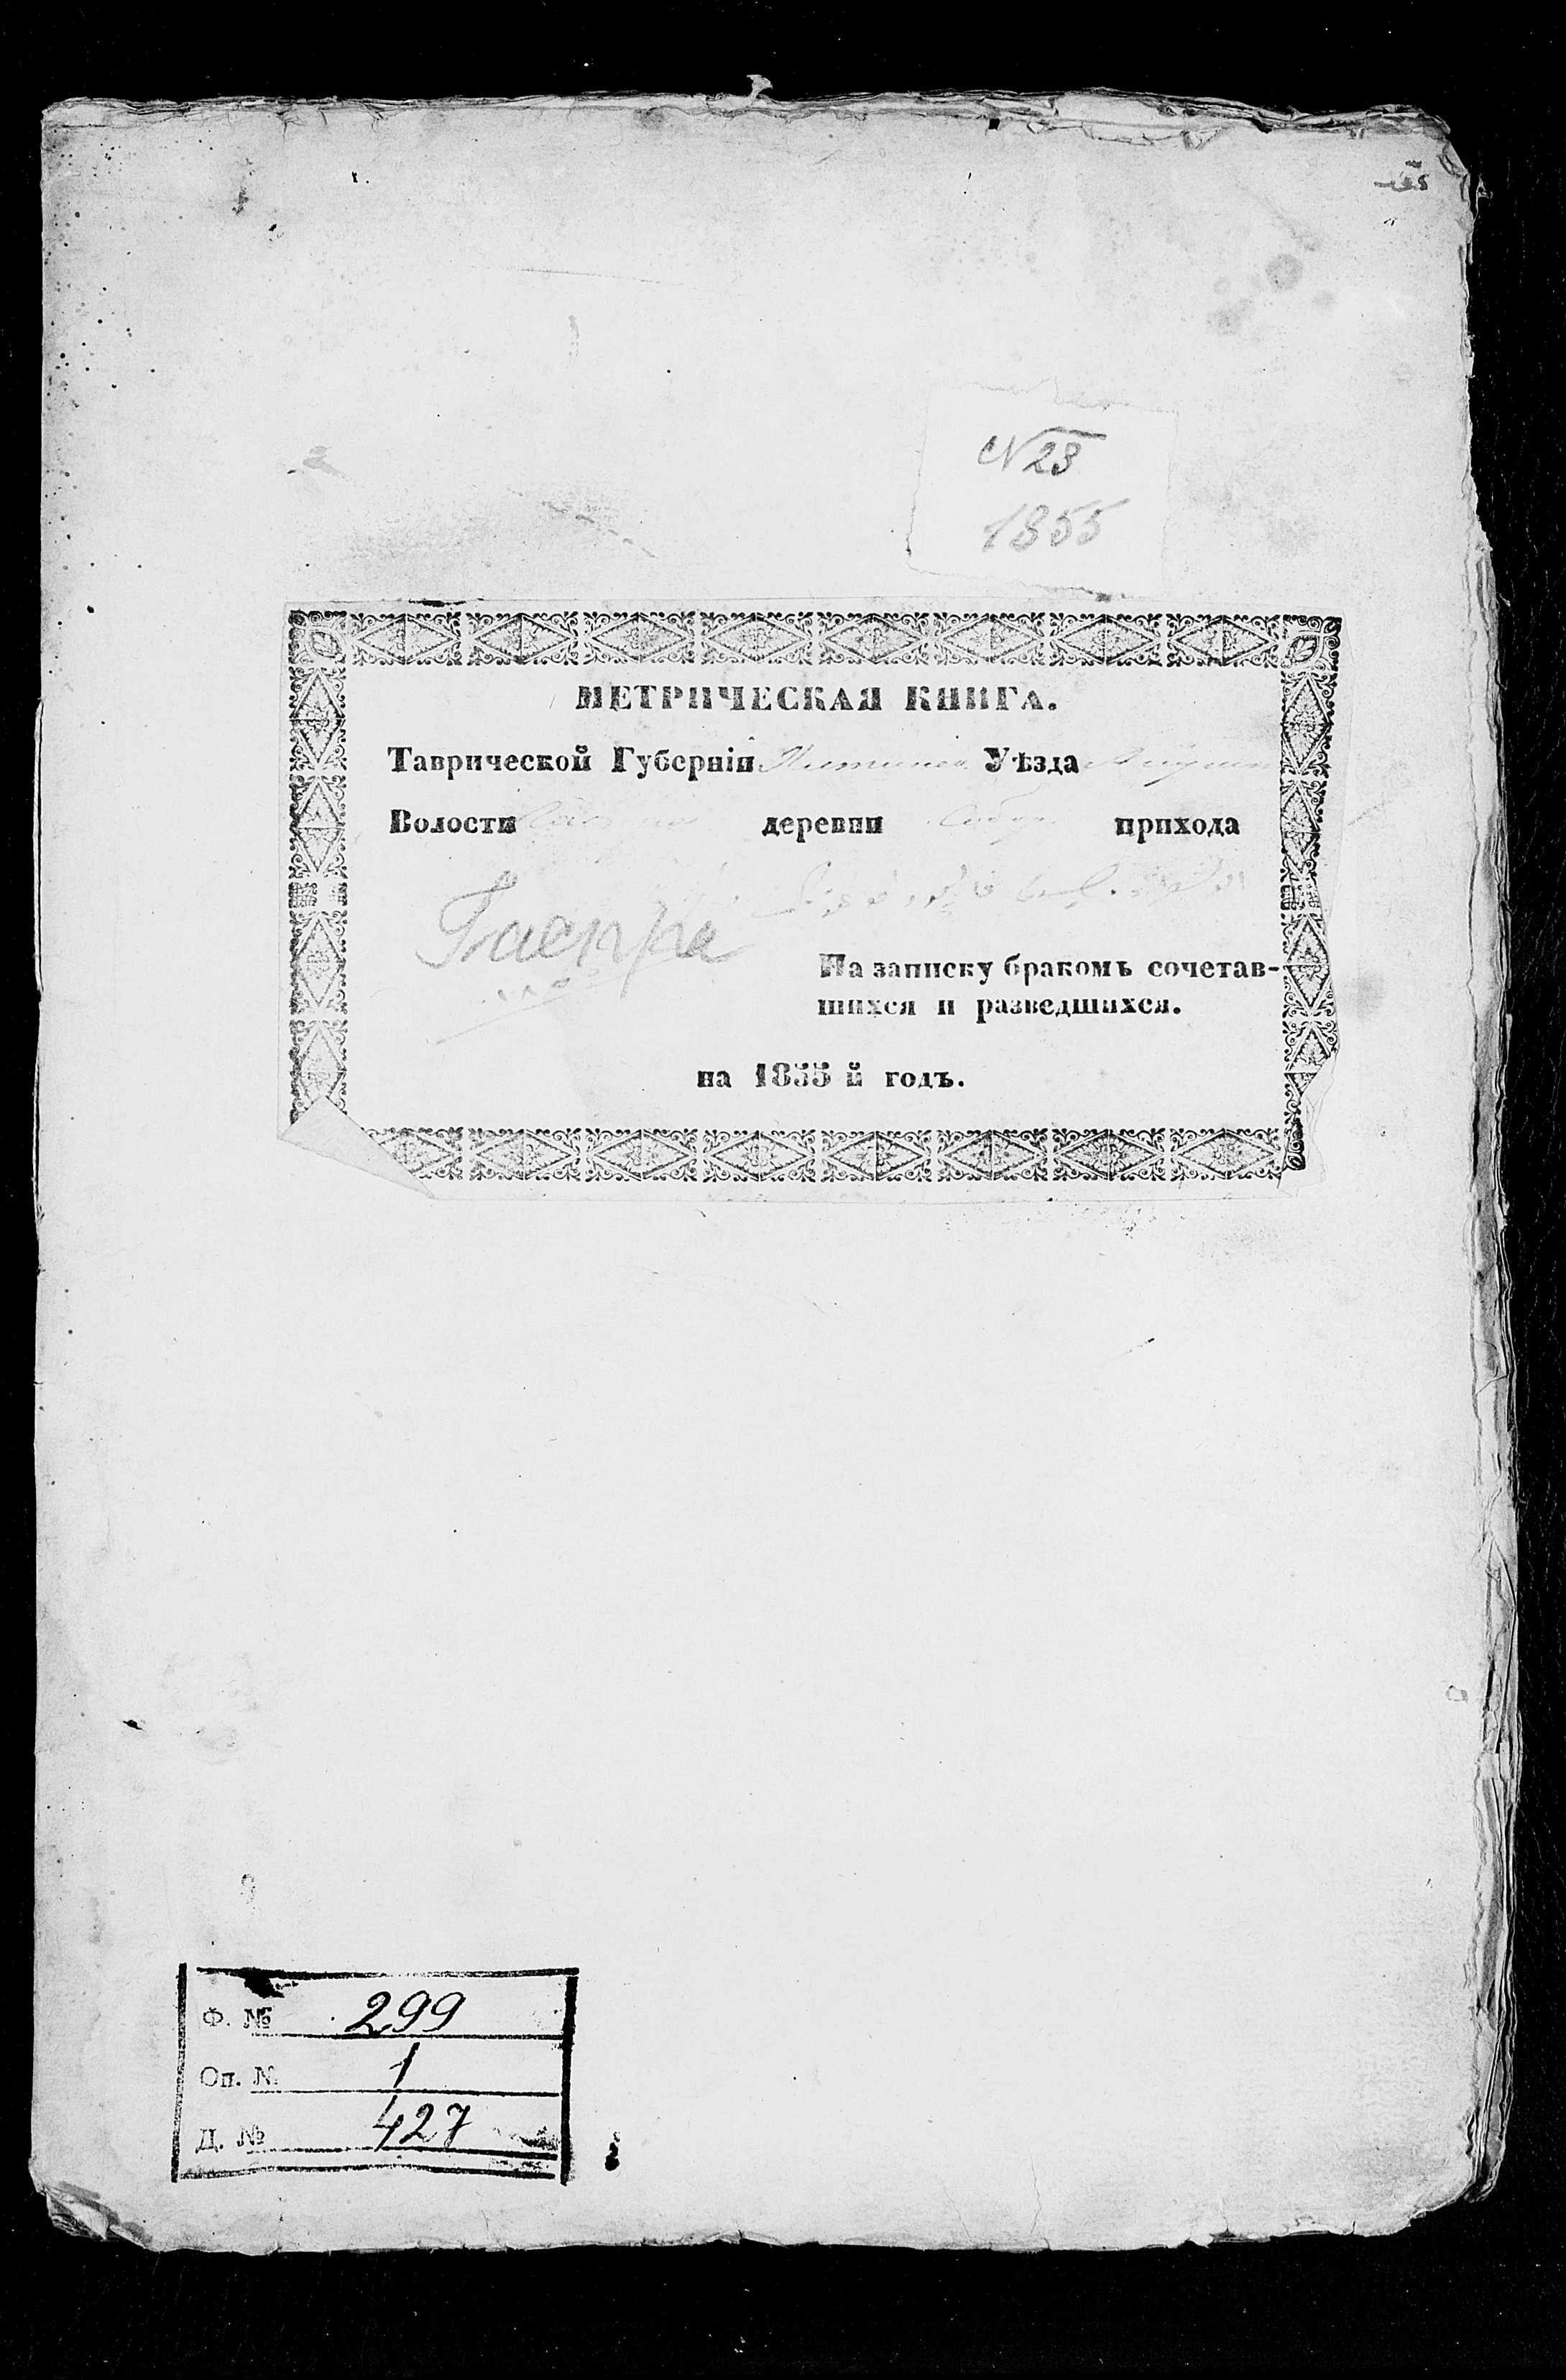 № 23
1855
МЕТРИЧЕСКАЯ КНИГА.
Таврической Губерніи Уѣзда
Волости деревни прихода
Гаспра
На записку бракомъ сочетав-
шихся и разведшихся.
на 1855 й годъ.
Ф. № 299
Оп. № 1
Д. № 427